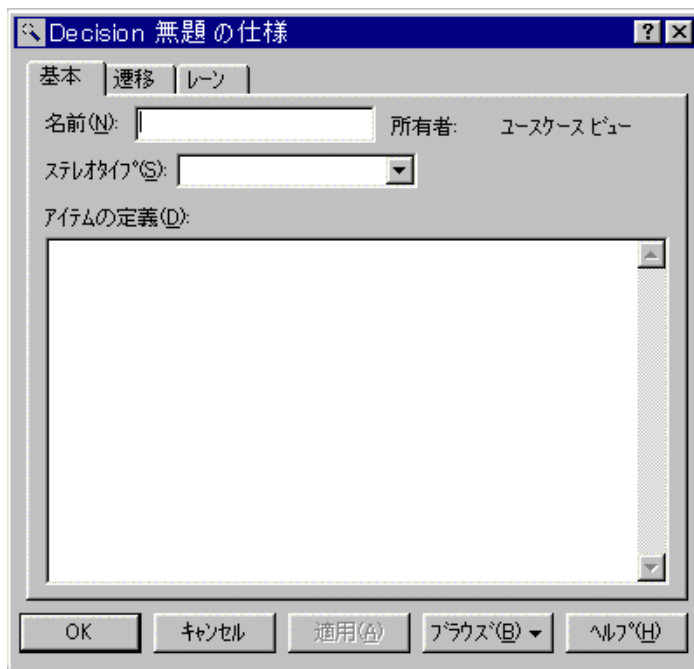 Decision 無題 の仕様
基本 遷移 ﾚｰﾝ
名前(N): 所有者: ﾕｰｽｹｰｽ ﾋﾞｭｰ
ｽﾃﾚｵﾀｲﾌﾟ(S):
ｱｲﾃﾑの定義(D):
OK ｷｬﾝｾﾙ 適用(A) ﾌﾞﾗｳｽﾞ(B) ﾍﾙﾌﾟ(H)